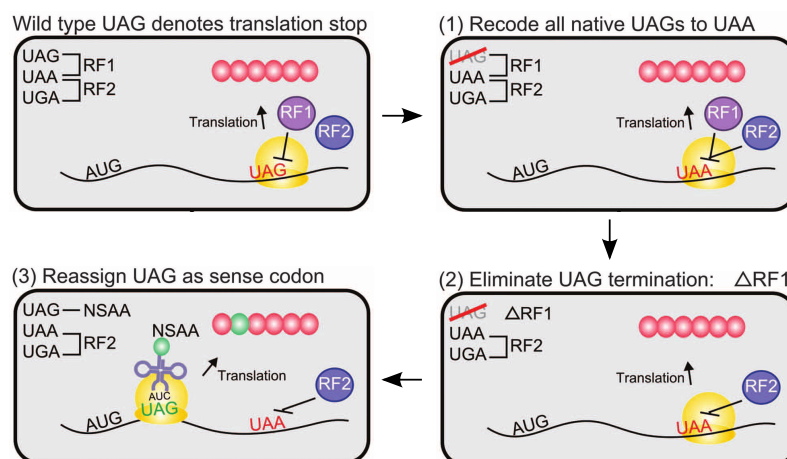 Wild type UAG denotes translation stop
UAG
UAA
UGA
RF1
RF2
Translation
RF1
RF2
AUG
UAG
(1) Recode all native UAGs to UAA
UAG
UAA
UGA
RF1
RF2
Translation
RF1
RF2
AUG
UAA
(2) Eliminate UAG termination: △RF1
UAG △RF1
UAA
UGA
RF2
Translation
RF2
AUG
UAA
(3) Reassign UAG as sense codon
UAG NSAA
UAA
UGA
RF2
NSAA
Translation
AUC
UAG
AUG
UAA
RF2